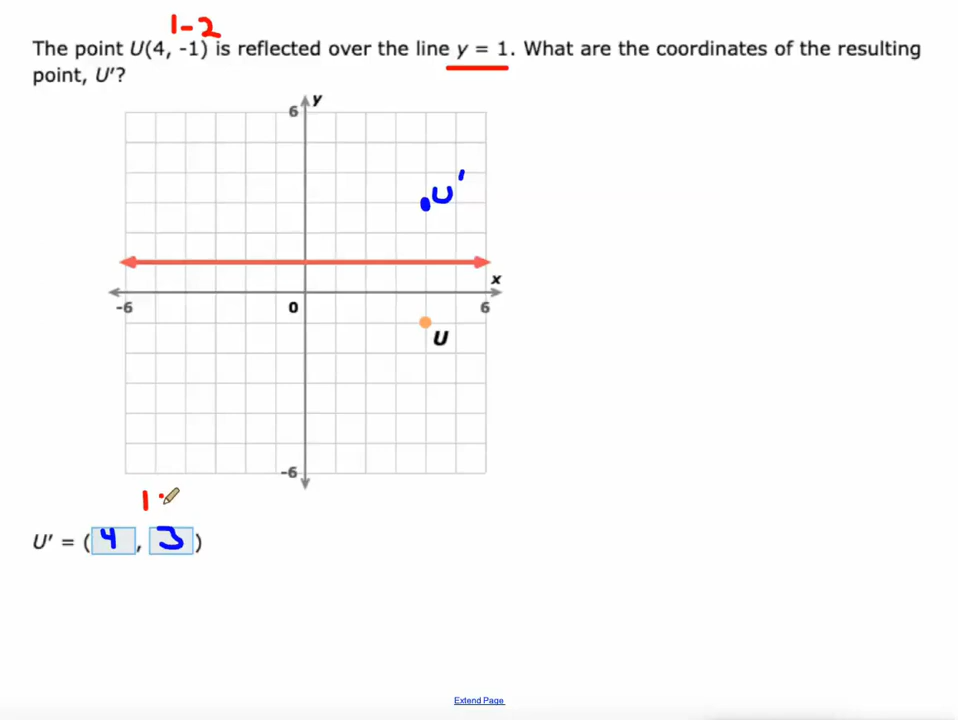 1-2
The point U(4, -1) is reflected over the line y = 1. What are the coordinates of the resulting
point, U'?
6 y
U'
x
-6 0 6
U
-6
1
U' = ( 4 , 3 )
Extend Page